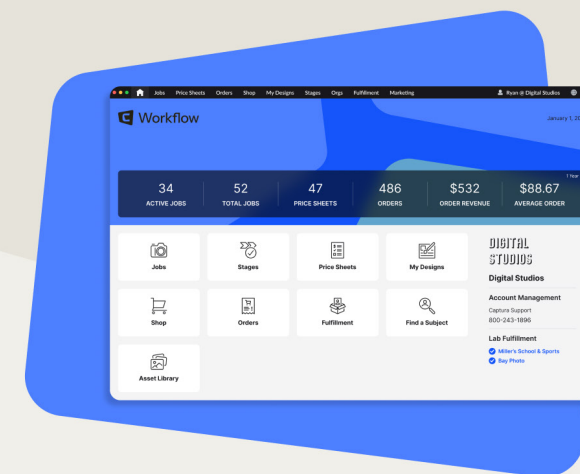 Jobs Price Sheets Orders Shop My Designs Stages Orgs Fulfillment Marketing Ryan @ Digital Studios
Workflow
January 1, 20
1 Year
34 52 47 486 $532 $88.67
ACTIVE JOBS TOTAL JOBS PRICE SHEETS ORDERS ORDER REVENUE AVERAGE ORDER
Jobs Stages Price Sheets My Designs
Shop Orders Fulfillment Find a Subject
Asset Library
DIGITAL
STUDIOS
Digital Studios
Account Management
Captura Support
800-243-1896
Lab Fulfillment
Miller's School & Sports
Bay Photo